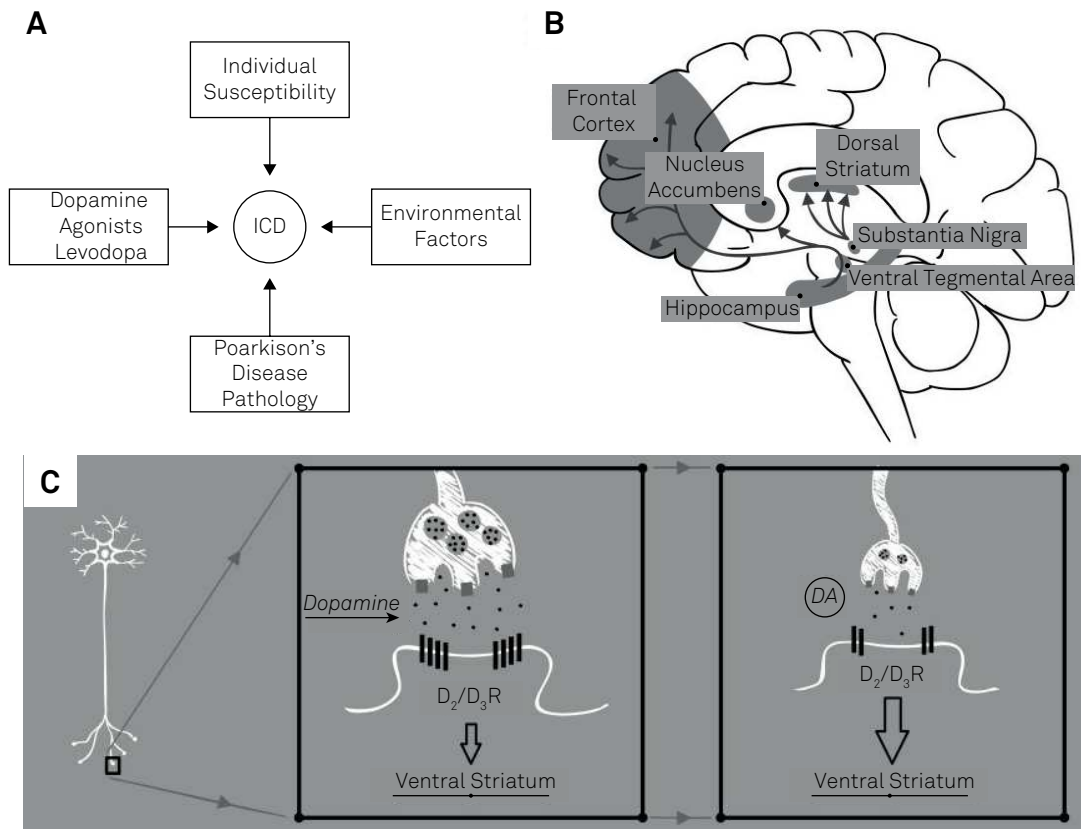 A
Individual
Susceptibility
Dopamine
Agonists
Levodopa
ICD
Environmental
Factors
Poarkison's
Disease
Pathology
B
Frontal
Cortex
Nucleus
Accumbens
Dorsal
Striatum
Substantia Nigra
Ventral Tegmental Area
Hippocampus
C
Dopamine
D₂/D₃R
Ventral Striatum
DA
D₂/D₃R
Ventral Striatum